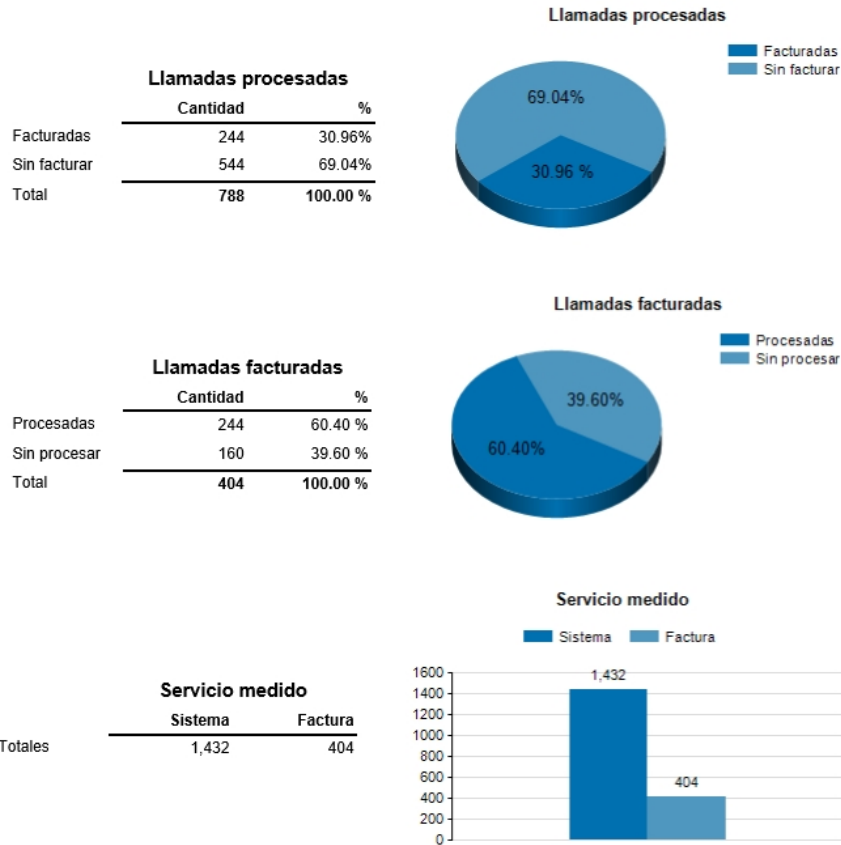 Llamadas procesadas
Cantidad %
Facturadas 244 30.96%
Sin facturar 544 69.04%
Total 788 100.00 %
Llamadas procesadas
Facturadas
Sin facturar
69.04%
30.96 %
Llamadas facturadas
Cantidad %
Procesadas 244 60.40 %
Sin procesar 160 39.60 %
Total 404 100.00 %
Llamadas facturadas
Procesadas
Sin procesar
39.60%
60.40%
Servicio medido
Sistema Factura
Totales 1,432 404
Servicio medido
Sistema Factura
1600
1400
1200
1000
800
600
400
200
0
1,432
404